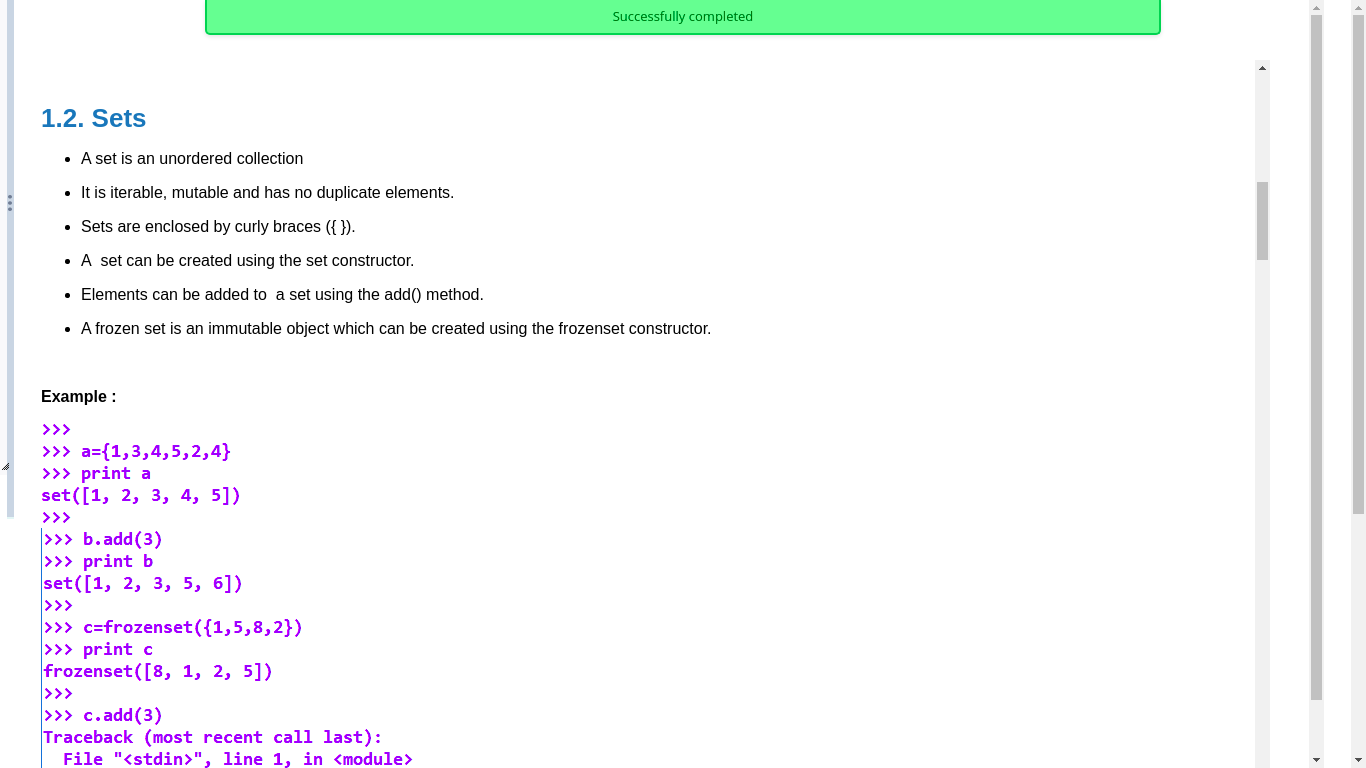 Successfully completed
1.2. Sets
• A set is an unordered collection
• It is iterable, mutable and has no duplicate elements.
• Sets are enclosed by curly braces ({ }).
• A  set can be created using the set constructor.
• Elements can be added to  a set using the add() method.
• A frozen set is an immutable object which can be created using the frozenset constructor.
Example :
>>>
>>> a={1,3,4,5,2,4}
>>> print a
set([1, 2, 3, 4, 5])
>>>
>>> b.add(3)
>>> print b
set([1, 2, 3, 5, 6])
>>>
>>> c=frozenset({1,5,8,2})
>>> print c
frozenset([8, 1, 2, 5])
>>>
>>> c.add(3)
Traceback (most recent call last):
  File "<stdin>", line 1, in <module>